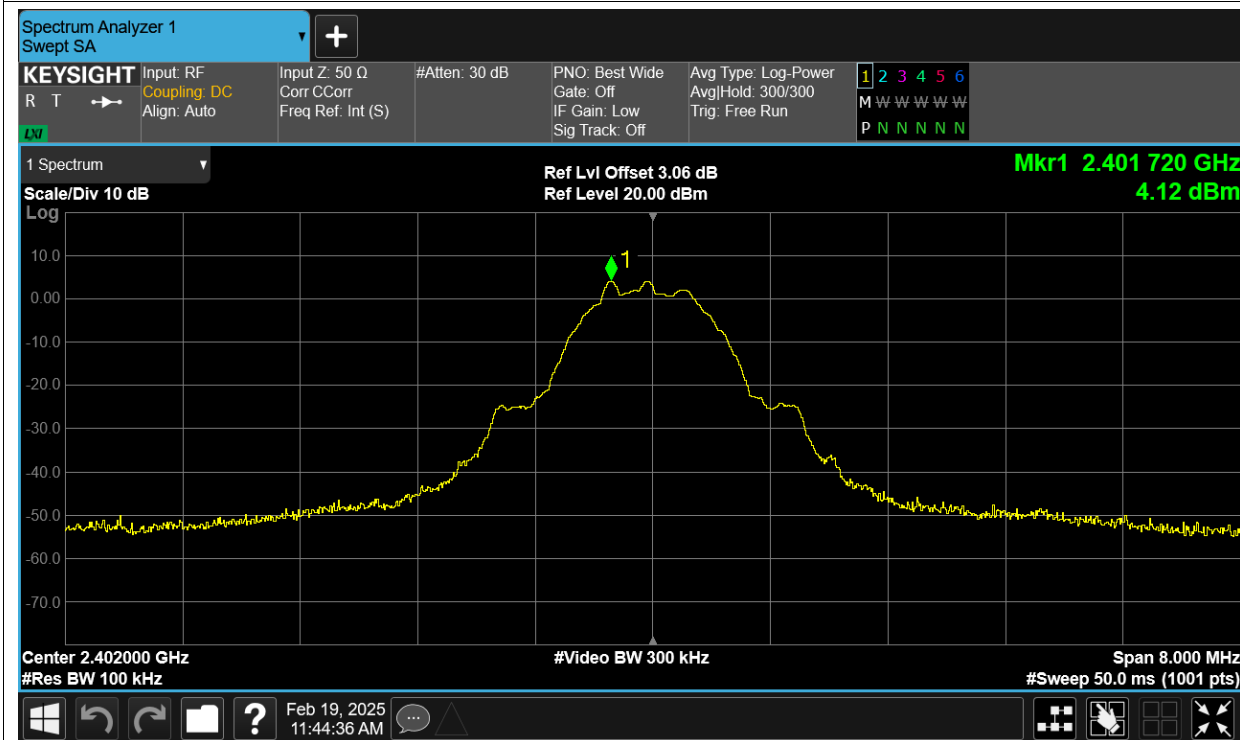 Spectrum Analyzer 1
Swept SA
KEYSIGHT
R T
LXI
Input: RF
Coupling: DC
Align: Auto
Input Z: 50 Ω
Corr CCorr
Freq Ref: Int (S)
#Atten: 30 dB
PNO: Best Wide
Gate: Off
IF Gain: Low
Sig Track: Off
Avg Type: Log-Power
Avg|Hold: 300/300
Trig: Free Run
1 2 3 4 5 6
M W W W W W
P N N N N N
1 Spectrum
Scale/Div 10 dB
Log
Ref Lvl Offset 3.06 dB
Ref Level 20.00 dBm
Mkr1 2.401 720 GHz
4.12 dBm
1
10.0
0.00
-10.0
-20.0
-30.0
-40.0
-50.0
-60.0
-70.0
Center 2.402000 GHz
#Res BW 100 kHz
#Video BW 300 kHz
Span 8.000 MHz
#Sweep 50.0 ms (1001 pts)
?
Feb 19, 2025
11:44:36 AM